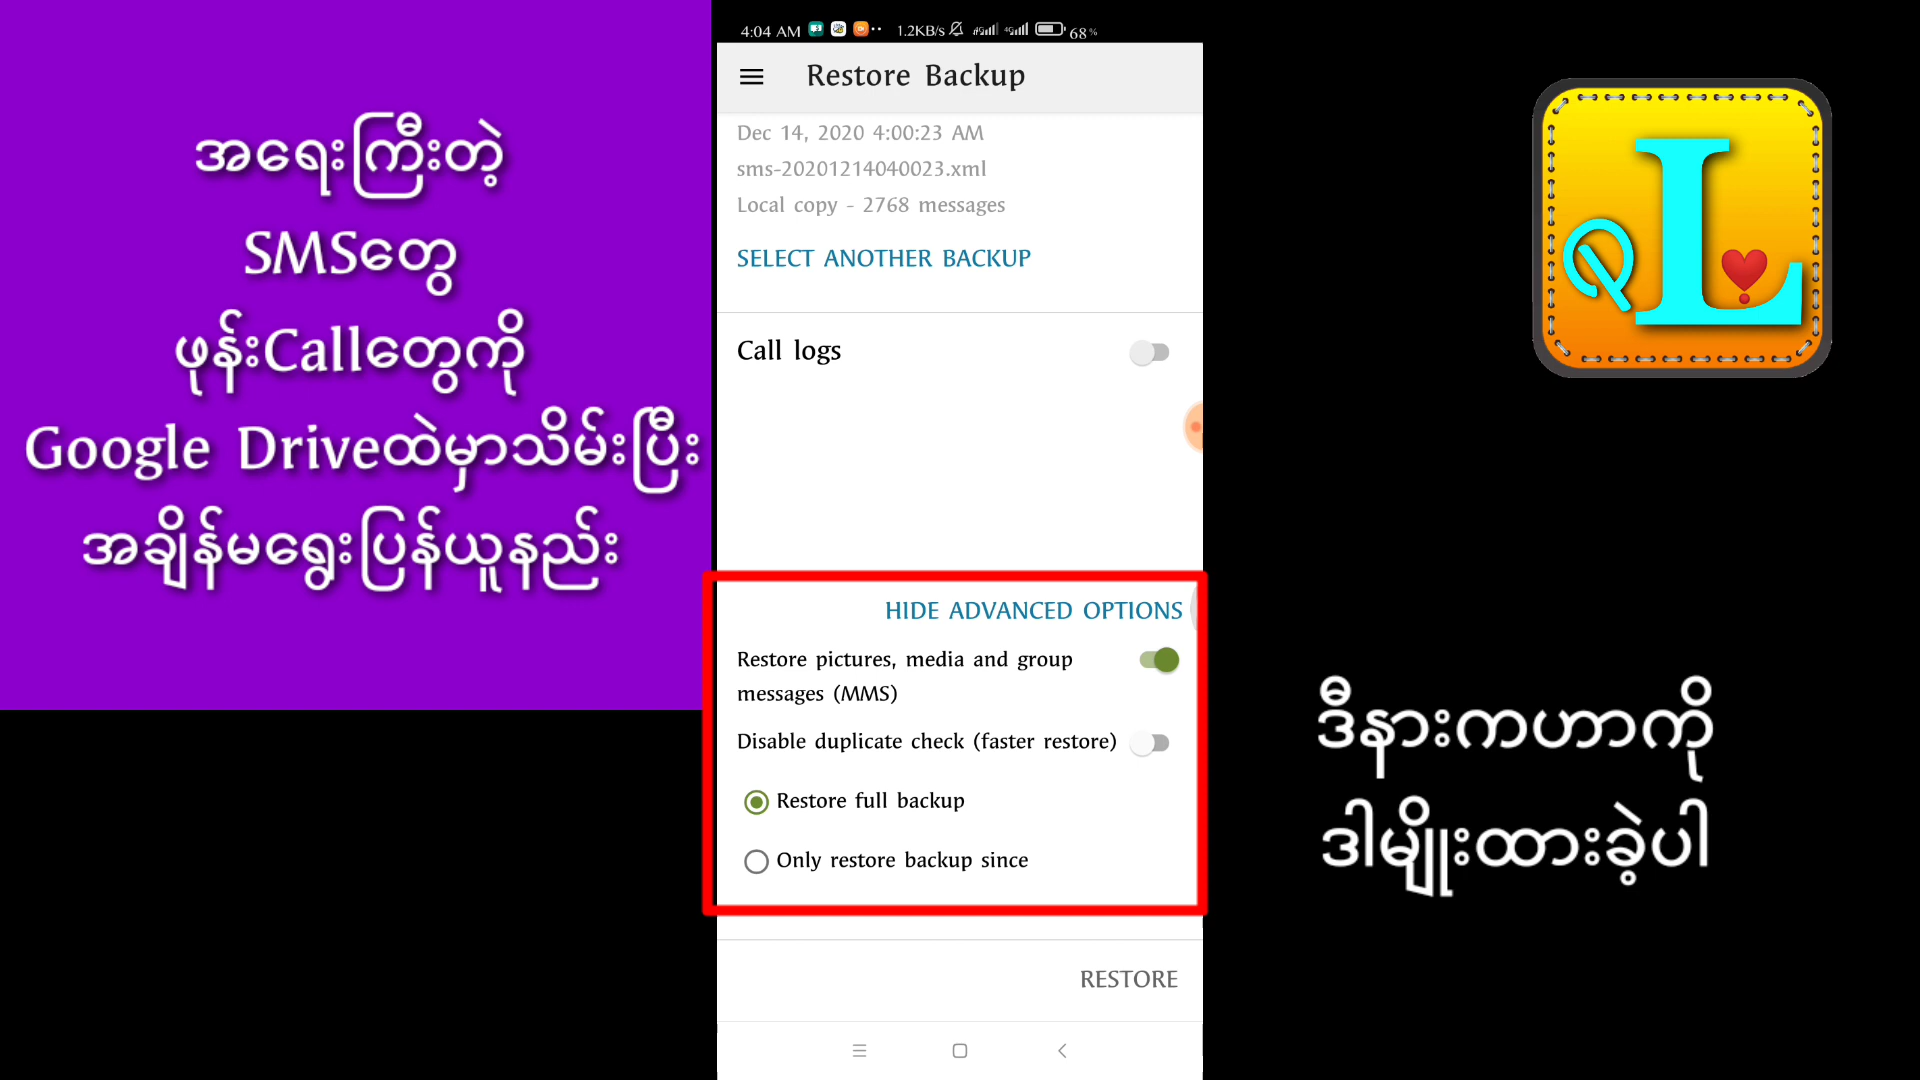 အရေးကြီးတဲ့
SMSတွေ
ဖုန်းCallတွေကို
Google Driveထဲမှာသိမ်းပြီး
အချိန်မရွေးပြန်ယူနည်း
4:04 AM 1.2KB/s 4G 4G 68%
Restore Backup
Dec 14, 2020 4:00:23 AM
sms-20201214040023.xml
Local copy - 2768 messages
SELECT ANOTHER BACKUP
Call logs
HIDE ADVANCED OPTIONS
Restore pictures, media and group
messages (MMS)
Disable duplicate check (faster restore)
Restore full backup
Only restore backup since
RESTORE
L
ဒီနားကဟာကို
ဒါမျိုးထားခဲ့ပါ